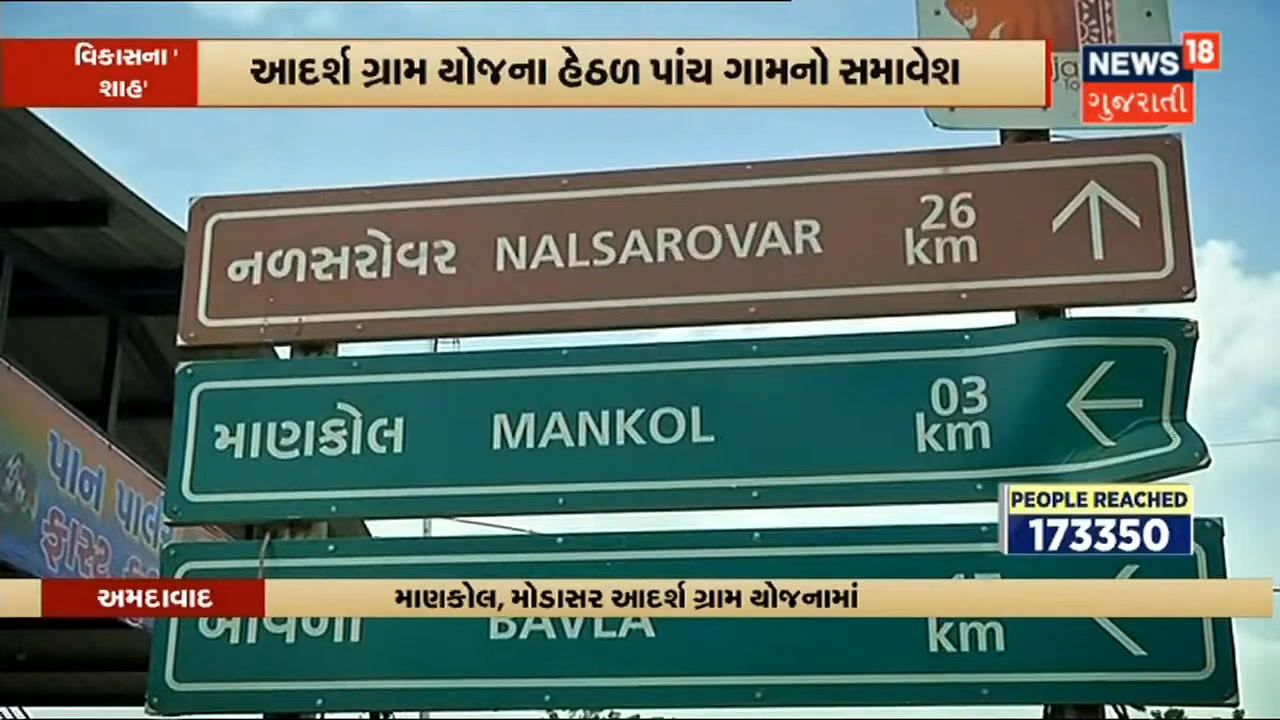 વિકાસના '
શાહ'
આદર્શ ગ્રામ યોજના હેઠળ પાંચ ગામનો સમાવેશ
NEWS 18
ગુજરાતી
નળસરોવર NALSAROVAR 26 km
માણકોલ MANKOL 03 km
પાન
ફાસ્ટ
PEOPLE REACHED
173350
અમદાવાદ
માણકોલ, મોડાસર આદર્શ ગ્રામ યોજનામાં
BAVLA km